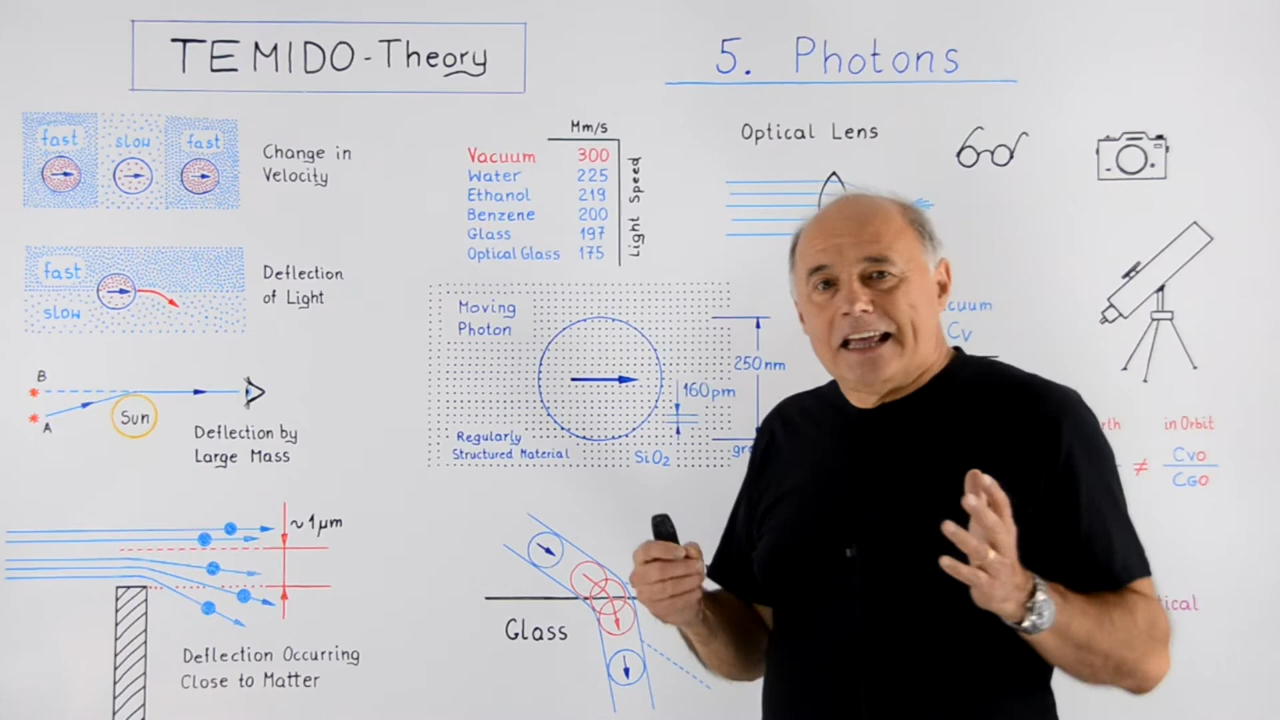 TEMIDO - Theory
5. Photons
fast slow fast
Change in
Velocity
fast
slow
Deflection
of Light
B
A
Sun
Deflection by
Large Mass
~1µm
Deflection Occurring
Close to Matter
Mm/s
Vacuum 300
Water 225
Ethanol 219
Benzene 200
Glass 197
Optical Glass 175
Light Speed
Moving
Photon
250nm
160pm
Regularly
Structured Material
SiO2
Glass
Optical Lens
Cv
in Orbit
≠
Cvo
CGO